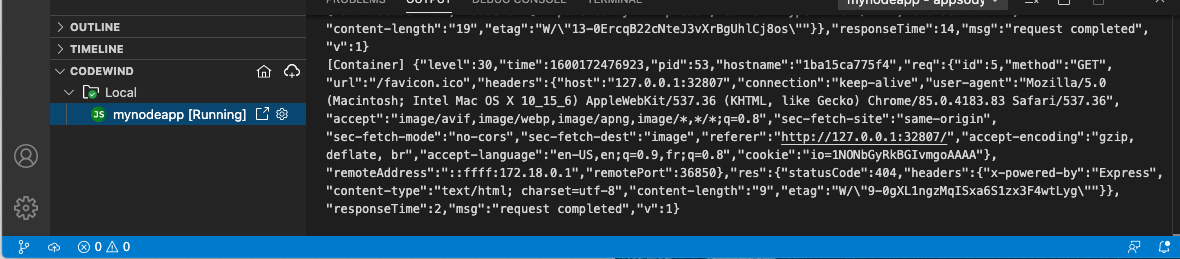 PROBLEMS OUTPUT DEBUG CONSOLE TERMINAL
mynodeapp - appsody
OUTLINE
TIMELINE
CODEWIND
Local
JS mynodeapp [Running]
"content-length":"19","etag":"W/\"13-0ErcqB22cNteJ3vXrBgUhlCj8os\""}},"responseTime":14,"msg":"request completed",
"v":1}
[Container] {"level":30,"time":1600172476923,"pid":53,"hostname":"1ba15ca775f4","req":{"id":5,"method":"GET",
"url":"/favicon.ico","headers":{"host":"127.0.0.1:32807","connection":"keep-alive","user-agent":"Mozilla/5.0
(Macintosh; Intel Mac OS X 10_15_6) AppleWebKit/537.36 (KHTML, like Gecko) Chrome/85.0.4183.83 Safari/537.36",
"accept":"image/avif,image/webp,image/apng,image/*,*/*;q=0.8","sec-fetch-site":"same-origin",
"sec-fetch-mode":"no-cors","sec-fetch-dest":"image","referer":"http://127.0.0.1:32807/","accept-encoding":"gzip,
deflate, br","accept-language":"en-US,en;q=0.9,fr;q=0.8","cookie":"io=1NONbGyRkBGIvmgoAAAA"},
"remoteAddress":"::ffff:172.18.0.1","remotePort":36850},"res":{"statusCode":404,"headers":{"x-powered-by":"Express",
"content-type":"text/html; charset=utf-8","content-length":"9","etag":"W/\"9-0gXL1ngzMqISxa6S1zx3F4wtLyg\""}},
"responseTime":2,"msg":"request completed","v":1}
0 0